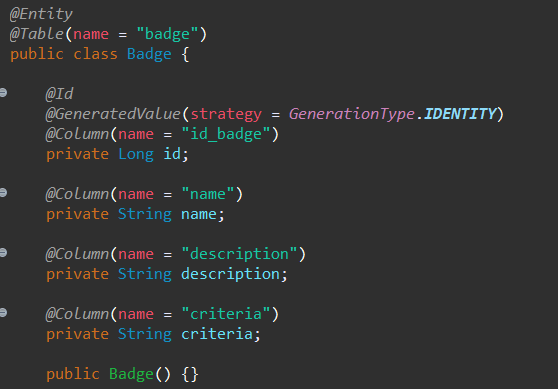 @Entity
@Table(name = "badge")
public class Badge {
@Id
@GeneratedValue(strategy = GenerationType.IDENTITY)
@Column(name = "id_badge")
private Long id;
@Column(name = "name")
private String name;
@Column(name = "description")
private String description;
@Column(name = "criteria")
private String criteria;
public Badge() {}